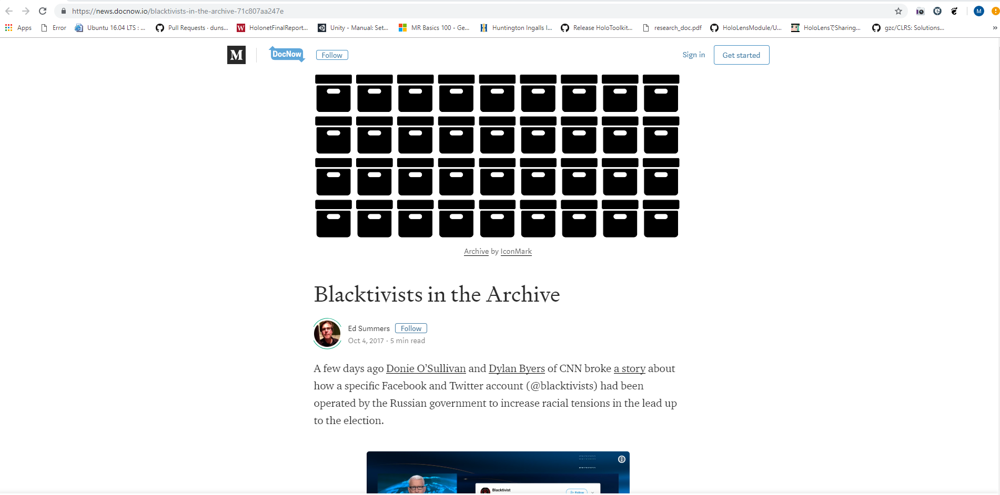 https://news.docnow.io/blacktivists-in-the-archive-71c807aa247e
M
Apps Error Ubuntu 16.04 LTS : ... Pull Requests · duns... HolonetFinalReport... Unity - Manual: Set... MR Basics 100 - Ge... Huntington Ingalls I... Release HoloToolkit... research_doc.pdf HoloLensModule/U... HoloLensでSharing... gzc/CLRS: Solutions... »
M DocNow Follow Sign in Get started
Archive by IconMark
Blacktivists in the Archive
Ed Summers Follow
Oct 4, 2017 · 5 min read
A few days ago Donie O’Sullivan and Dylan Byers of CNN broke a story about
how a specific Facebook and Twitter account (@blacktivists) had been
operated by the Russian government to increase racial tensions in the lead up
to the election.
Blacktivist
Follow